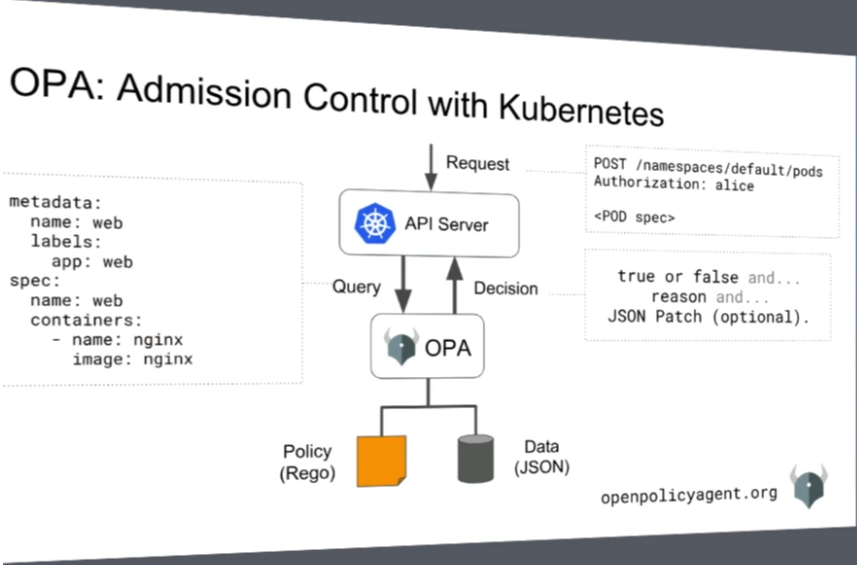 OPA: Admission Control with Kubernetes
Request
POST /namespaces/default/pods
Authorization: alice
<POD spec>
metadata:
  name: web
  labels:
    app: web
spec:
  name: web
  containers:
    - name: nginx
      image: nginx
API Server
Query
Decision
true or false and...
reason and...
JSON Patch (optional).
OPA
Policy
(Rego)
Data
(JSON)
openpolicyagent.org